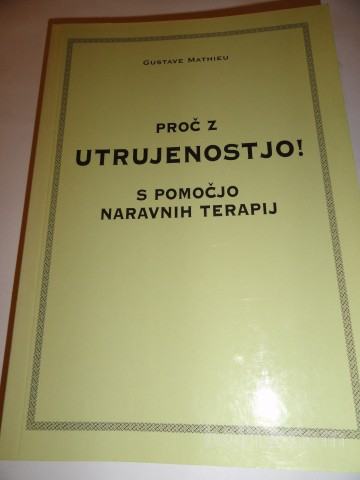 GUSTAVE MATHIEU
PROČ Z
UTRUJENOSTJO!
S POMOČJO
NARAVNIH TERAPIJ